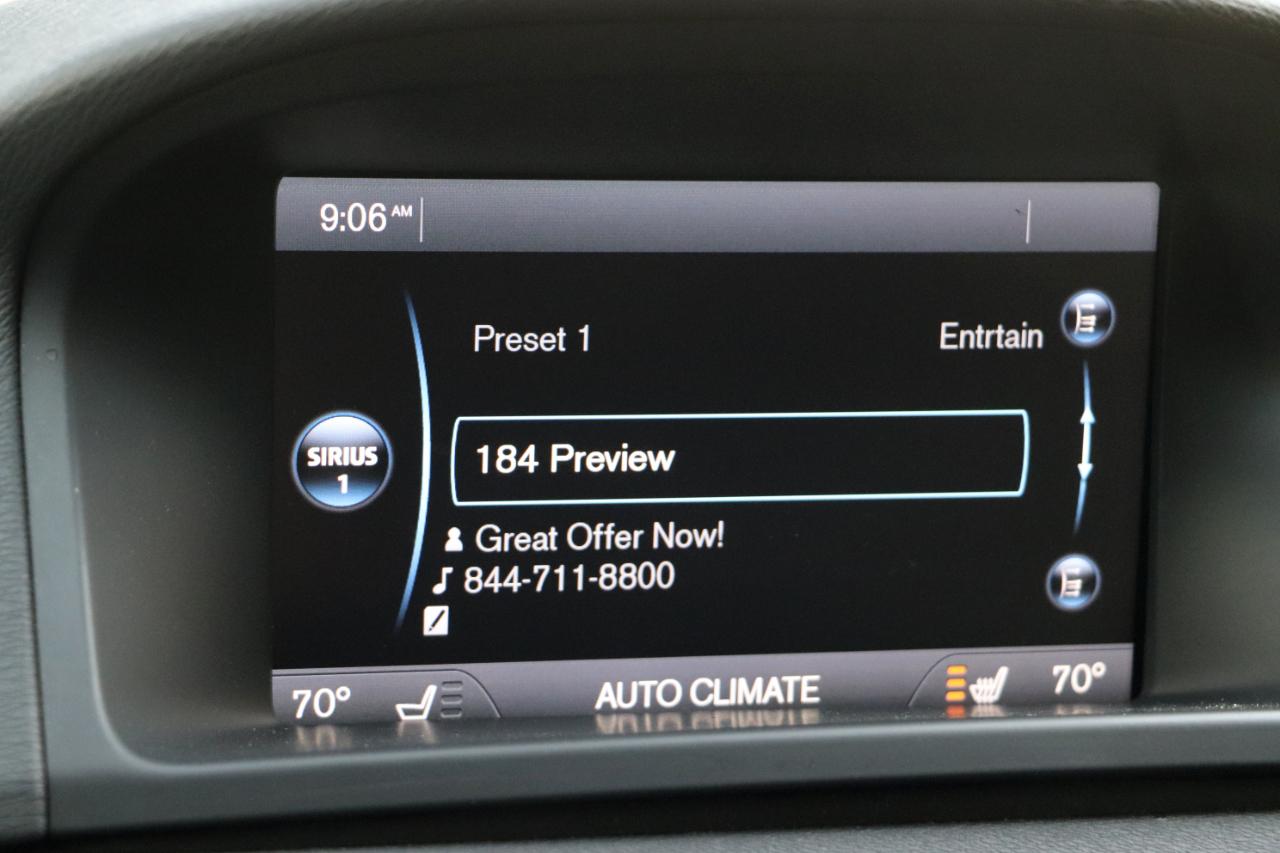 9:06 AM
Preset 1
Entrtain
SIRIUS
1
184 Preview
Great Offer Now!
844-711-8800
70°
AUTO CLIMATE
70°